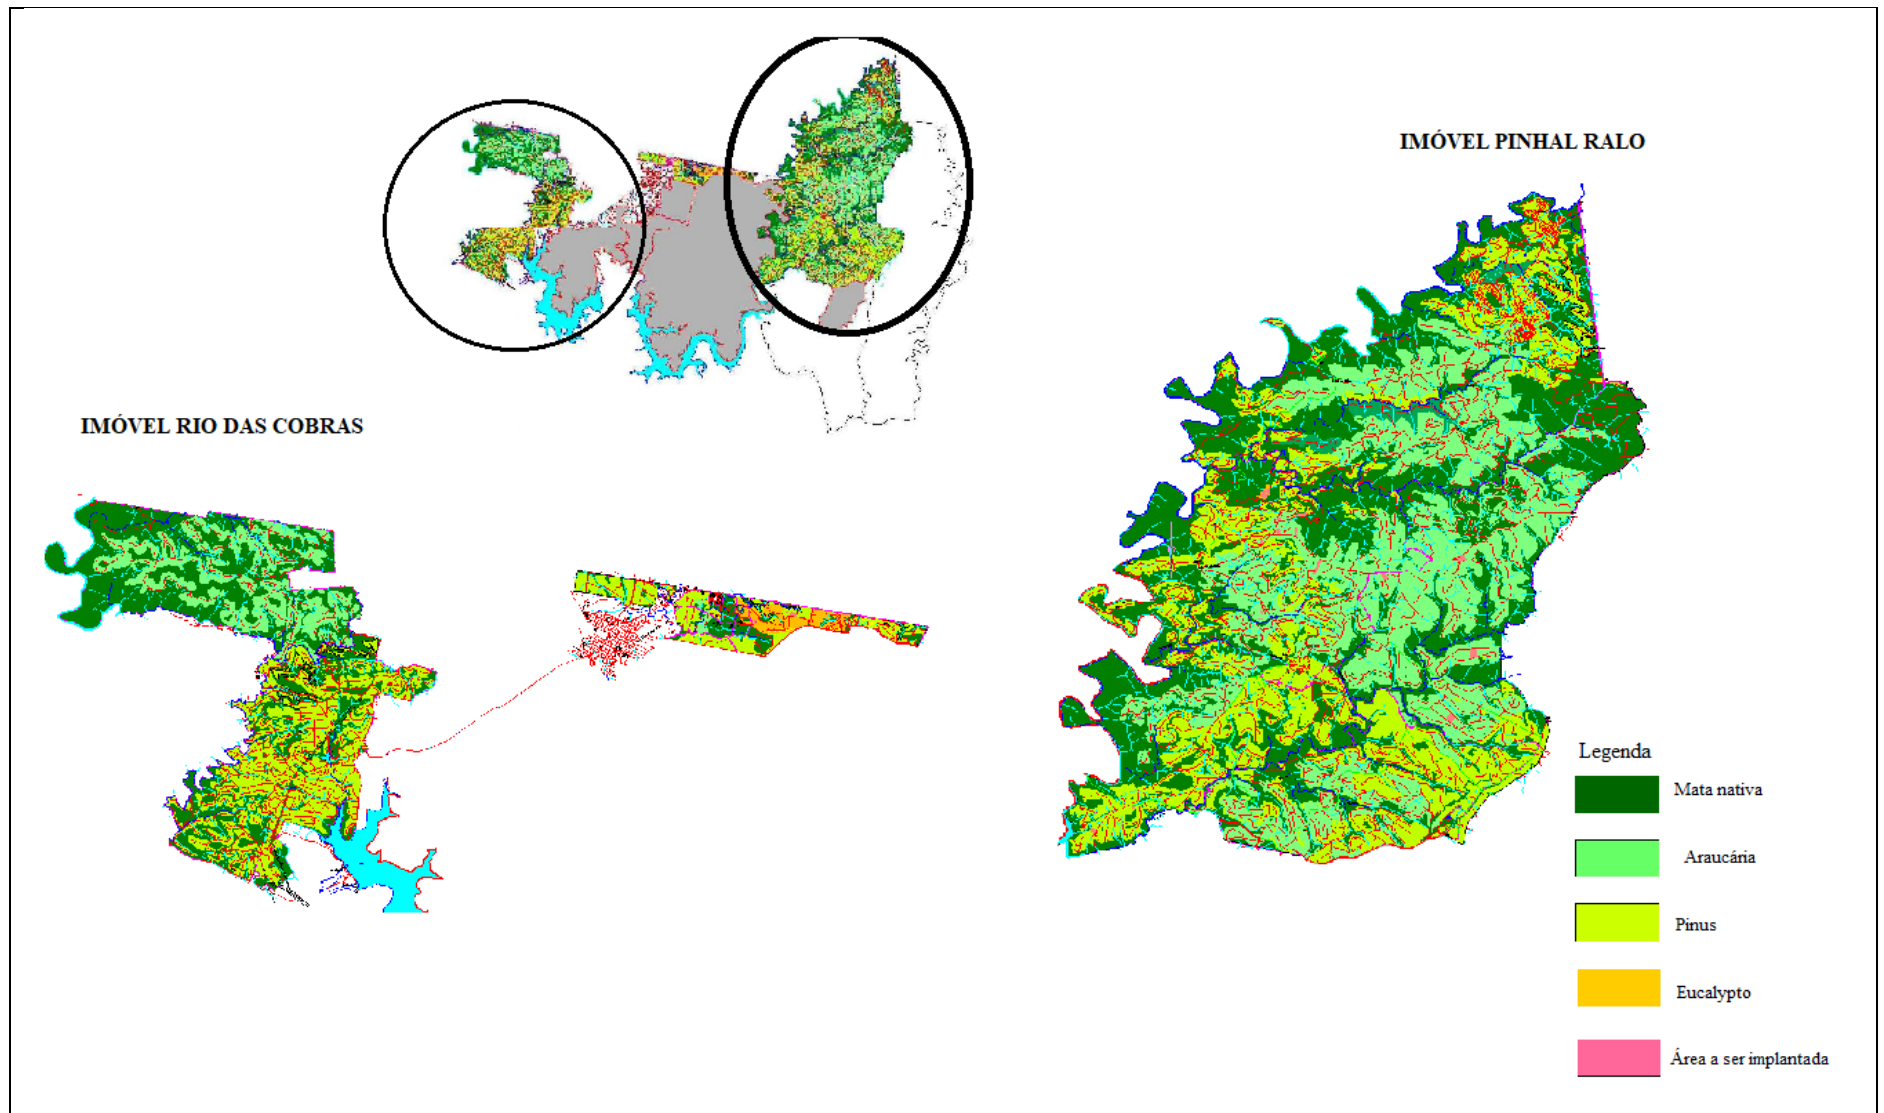 IMÓVEL PINHAL RALO
IMÓVEL RIO DAS COBRAS
Legenda
Mata nativa
Araucária
Pinus
Eucalypto
Área a ser implantada